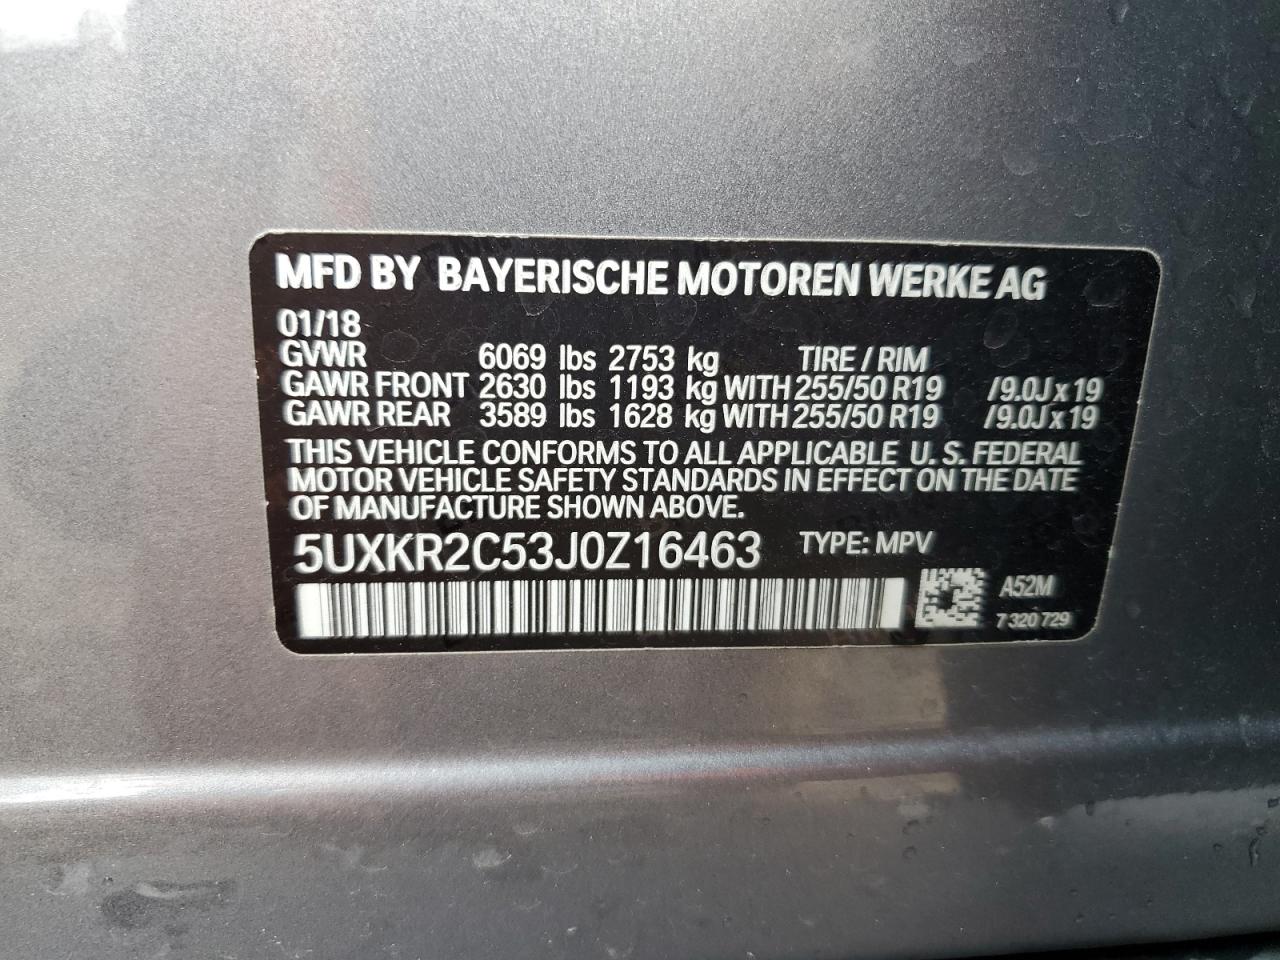 MFD BY BAYERISCHE MOTOREN WERKE AG
01/18
GVWR 6069 lbs 2753 kg TIRE / RIM
GAWR FRONT 2630 lbs 1193 kg WITH 255/50 R19 /9.0J x 19
GAWR REAR 3589 lbs 1628 kg WITH 255/50 R19 /9.0J x 19
THIS VEHICLE CONFORMS TO ALL APPLICABLE U. S. FEDERAL
MOTOR VEHICLE SAFETY STANDARDS IN EFFECT ON THE DATE
OF MANUFACTURE SHOWN ABOVE.
5UXKR2C53J0Z16463 TYPE: MPV
A52M
7 320 729